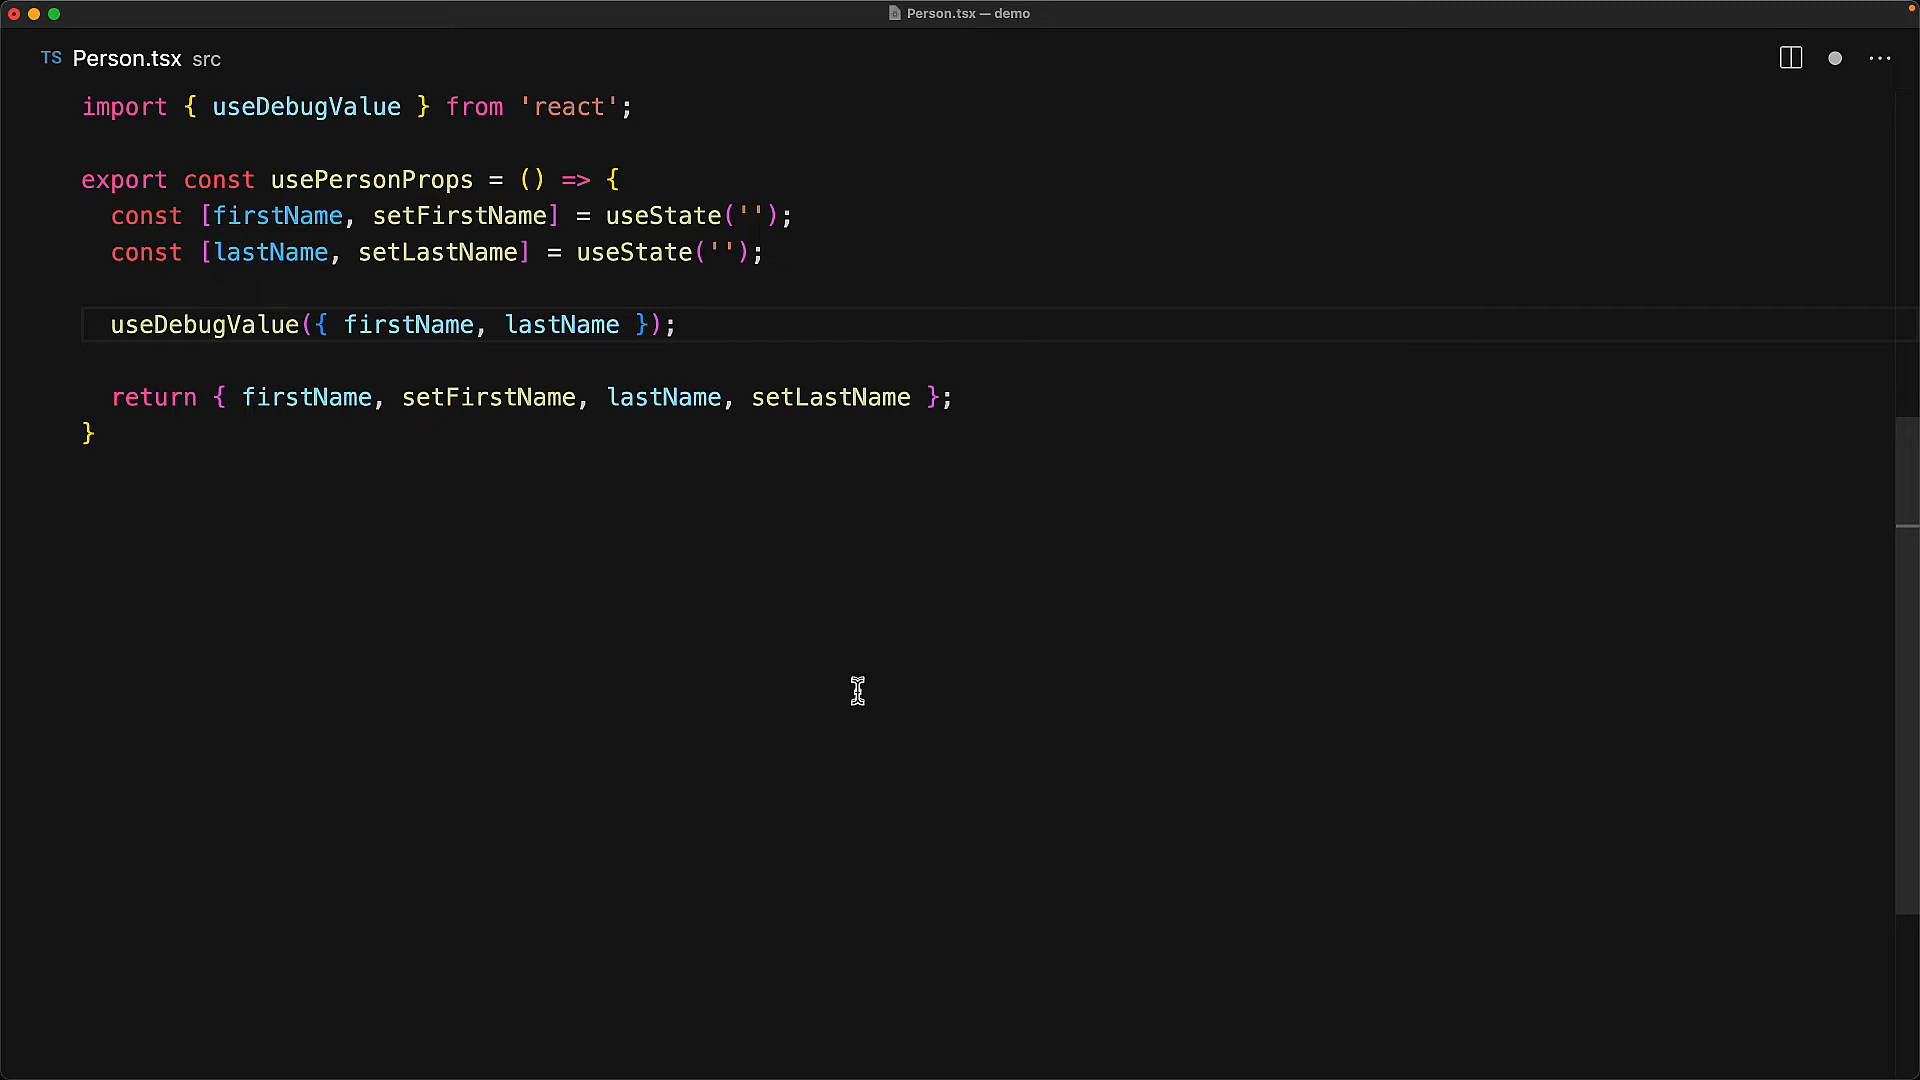 Person.tsx — demo
TS Person.tsx src
import { useDebugValue } from 'react';
export const usePersonProps = () => {
  const [firstName, setFirstName] = useState('');
  const [lastName, setLastName] = useState('');
  useDebugValue({ firstName, lastName });
  return { firstName, setFirstName, lastName, setLastName };
}